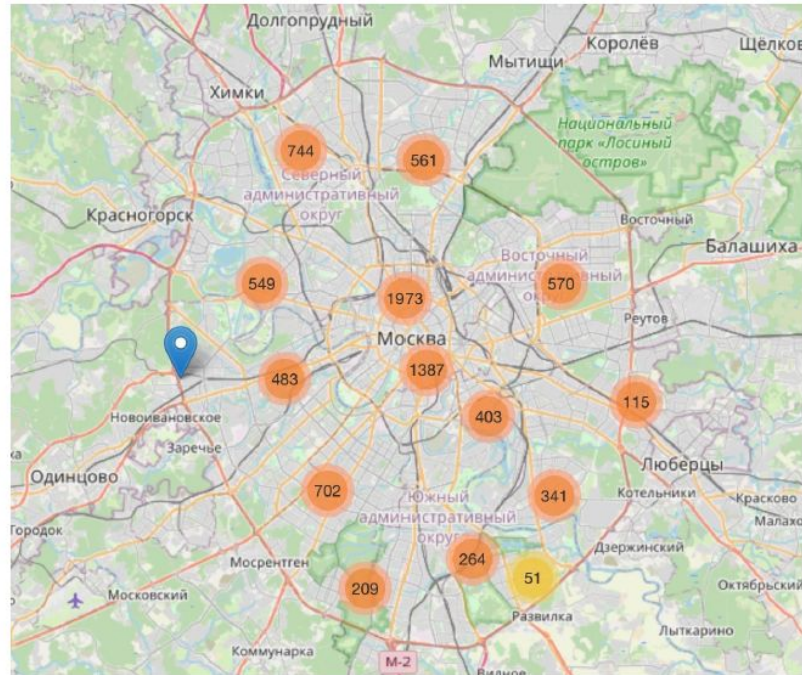 Долгопрудный
Королёв
Щёлков
Мытищи
Химки
Национальный
парк «Лосиный
остров»
744
561
Северный
административный
округ
Красногорск
Восточный
Балашиха
Восточный
административный
округ
549
570
1973
Реутов
Москва
483
1387
115
403
Новоивановское
Заречье
Люберцы
Одинцово
702
341
Котельники
Красково
Южный
административный
округ
Малахо
Городок
Дзержинский
Мосрентген
264
51
209
Московский
Октябрьский
Развилка
Лыткарино
Коммунарка
М-2
Видное